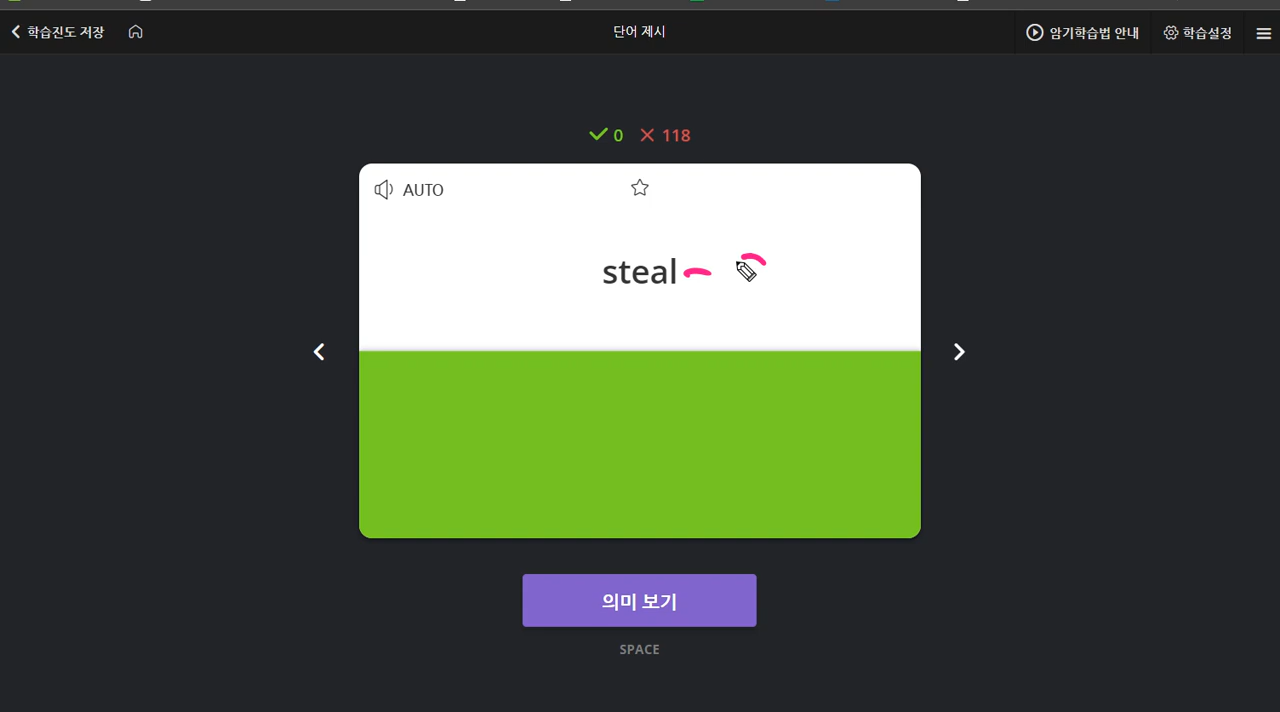 학습진도 저장
단어 제시
암기학습법 안내
학습설정
0
118
AUTO
steal
의미 보기
SPACE